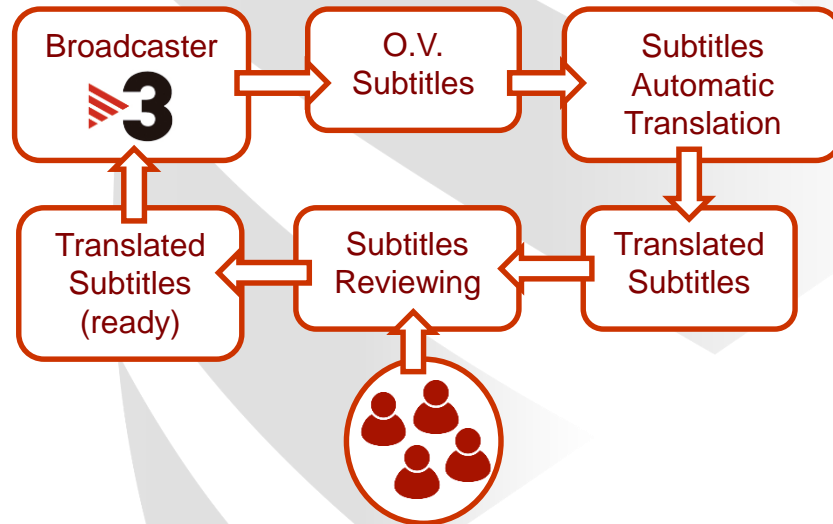 Broadcaster
3
O.V.
Subtitles
Subtitles
Automatic
Translation
Translated
Subtitles
Subtitles
Reviewing
Translated
Subtitles
(ready)